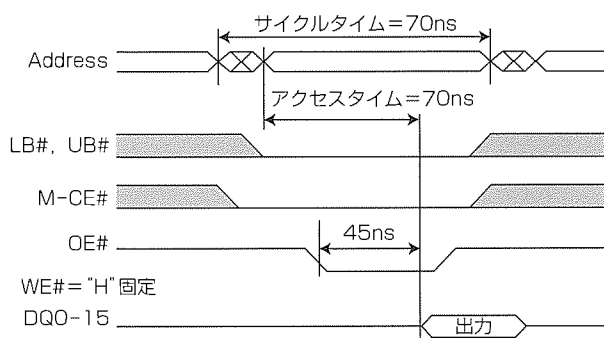 サイクルタイム=70ns
Address
アクセスタイム=70ns
LB#, UB#
M-CE#
45ns
OE#
WE#="H"固定
DQ0-15
出力